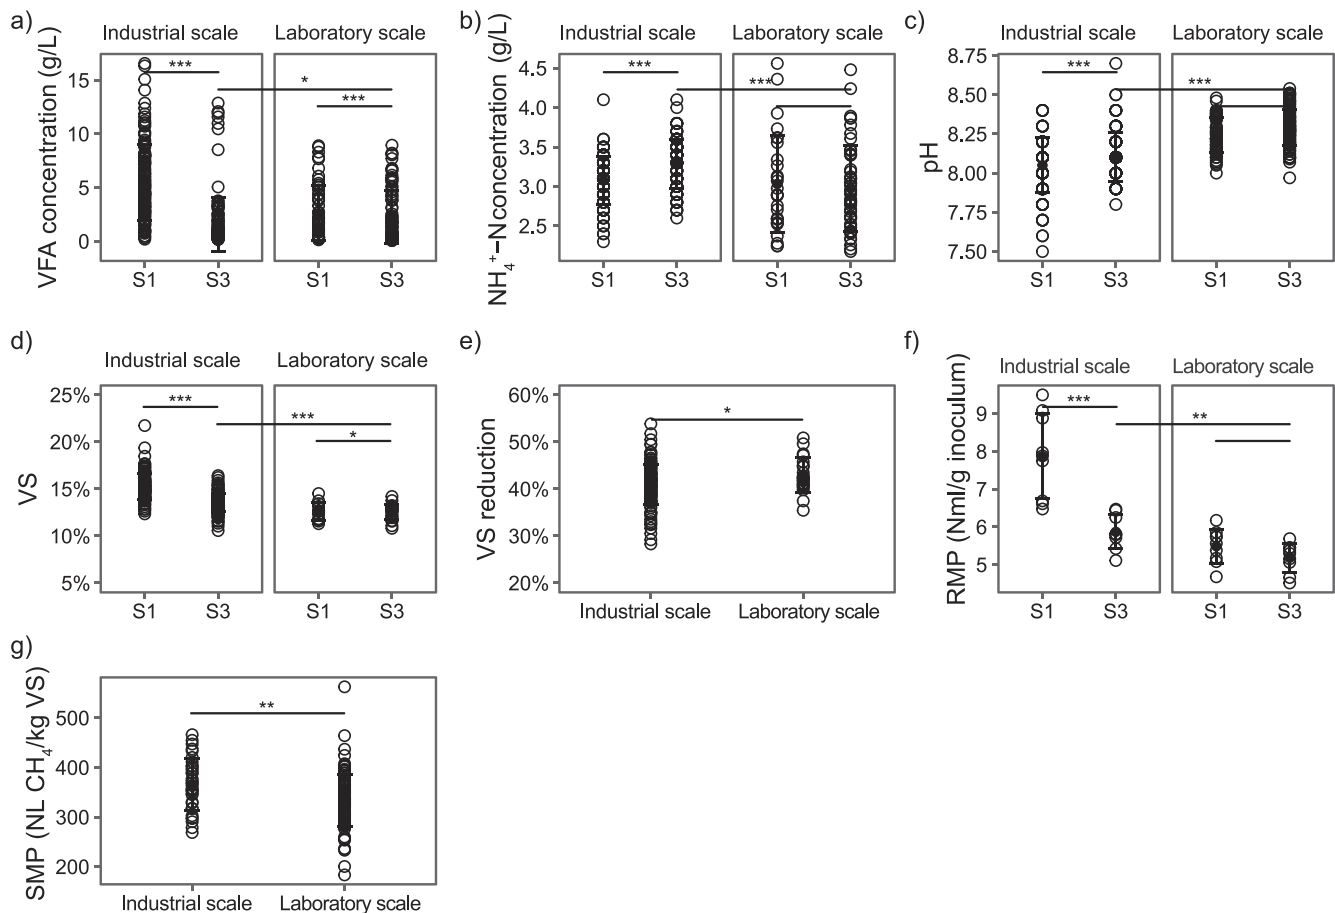 a)
Industrial scale
Laboratory scale
VFA concentration (g/L)
15
10
5
0
***
*
***
S1
S3
S1
S3
b)
Industrial scale
Laboratory scale
NH4+–N concentration (g/L)
4.5
4.0
3.5
3.0
2.5
***
***
S1
S3
S1
S3
c)
Industrial scale
Laboratory scale
pH
8.75
8.50
8.25
8.00
7.75
7.50
***
***
S1
S3
S1
S3
d)
Industrial scale
Laboratory scale
VS
25%
20%
15%
10%
5%
***
***
*
S1
S3
S1
S3
e)
VS reduction
60%
50%
40%
30%
20%
*
Industrial scale
Laboratory scale
f)
Industrial scale
Laboratory scale
RMP (Nml/g inoculum)
9
8
7
6
5
***
**
S1
S3
S1
S3
g)
SMP (NL CH4/kg VS)
500
400
300
200
**
Industrial scale
Laboratory scale